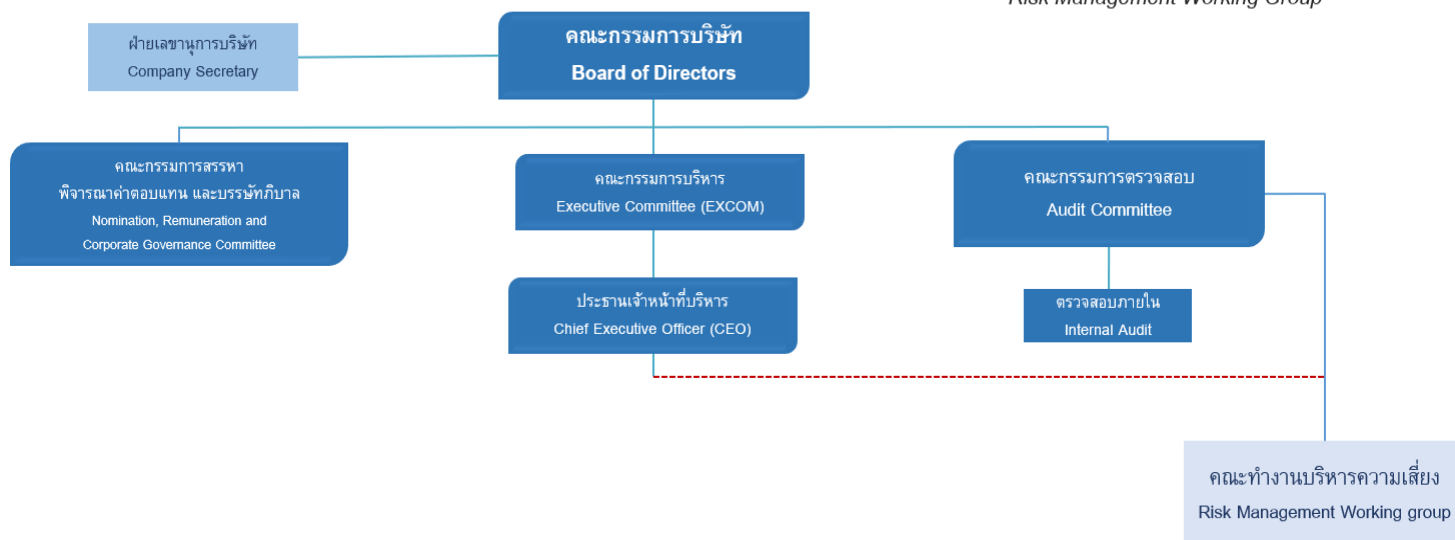 Risk Management Working Group
ฝ่ายเลขานุการบริษัท
Company Secretary
คณะกรรมการบริษัท
Board of Directors
คณะกรรมการสรรหา
พิจารณาค่าตอบแทน และบรรษัทภิบาล
Nomination, Remuneration and
Corporate Governance Committee
คณะกรรมการบริหาร
Executive Committee (EXCOM)
คณะกรรมการตรวจสอบ
Audit Committee
ประธานเจ้าหน้าที่บริหาร
Chief Executive Officer (CEO)
ตรวจสอบภายใน
Internal Audit
คณะทำงานบริหารความเสี่ยง
Risk Management Working group